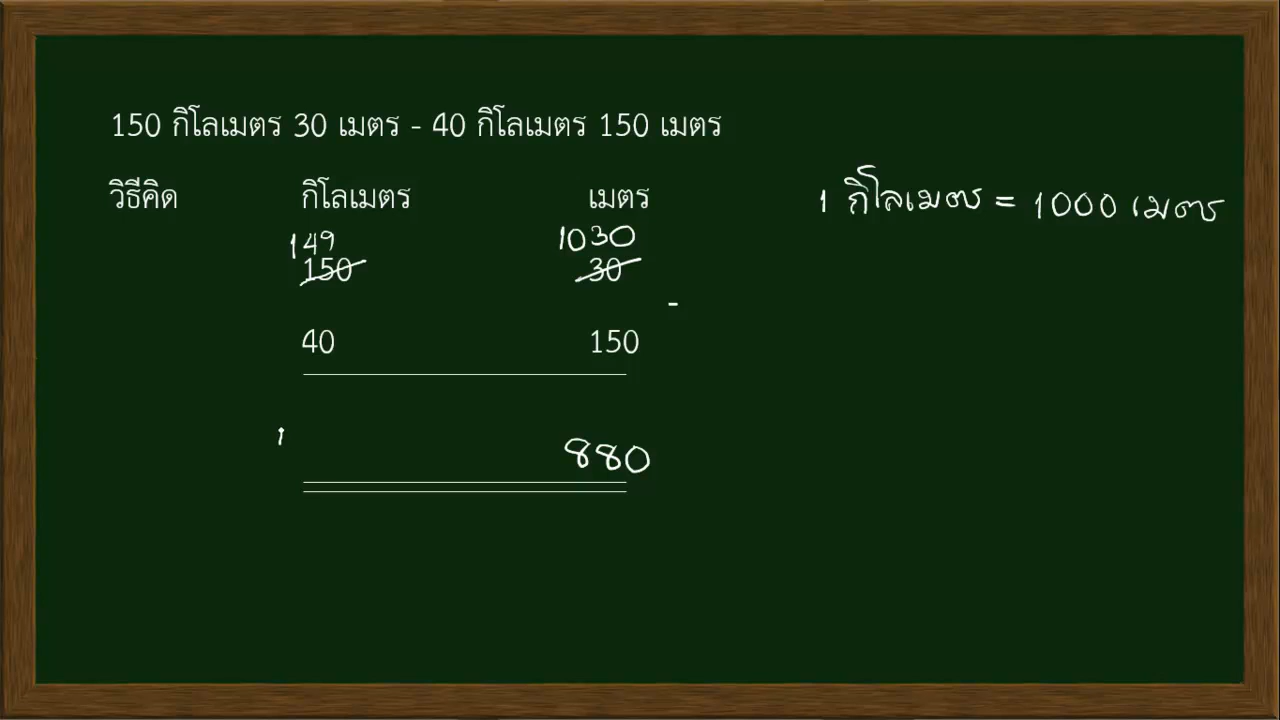 150 กิโลเมตร 30 เมตร - 40 กิโลเมตร 150 เมตร
วิธีคิด กิโลเมตร เมตร 1 กิโลเมตร = 1000 เมตร
149 1030
150 30
-
40 150
1 880